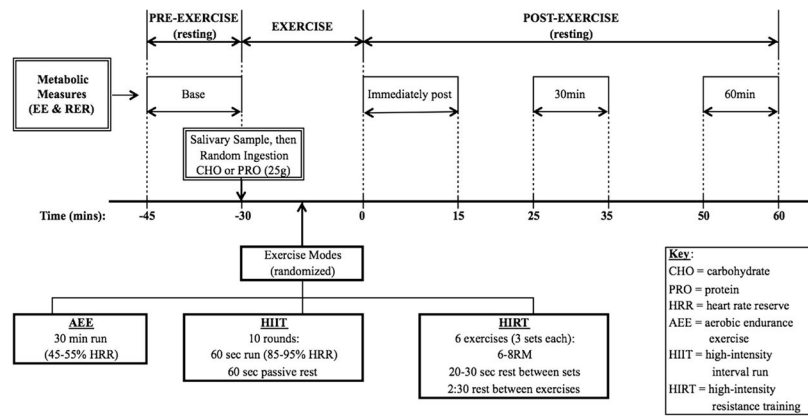 PRE-EXERCISE
(resting)
EXERCISE
POST-EXERCISE
(resting)
Metabolic
Measures
(EE & RER)
Base
Immediately post
30min
60min
Salivary Sample, then
Random Ingestion
CHO or PRO (25g)
Time (mins):
-45
-30
0
15
25
35
50
60
Exercise Modes
(randomized)
AEE
30 min run
(45-55% HRR)
HIIT
10 rounds:
60 sec run (85-95% HRR)
60 sec passive rest
HIRT
6 exercises (3 sets each):
6-8RM
20-30 sec rest between sets
2:30 rest between exercises
Key:
CHO = carbohydrate
PRO = protein
HRR = heart rate reserve
AEE = aerobic endurance
exercise
HIIT = high-intensity
interval run
HIRT = high-intensity
resistance training